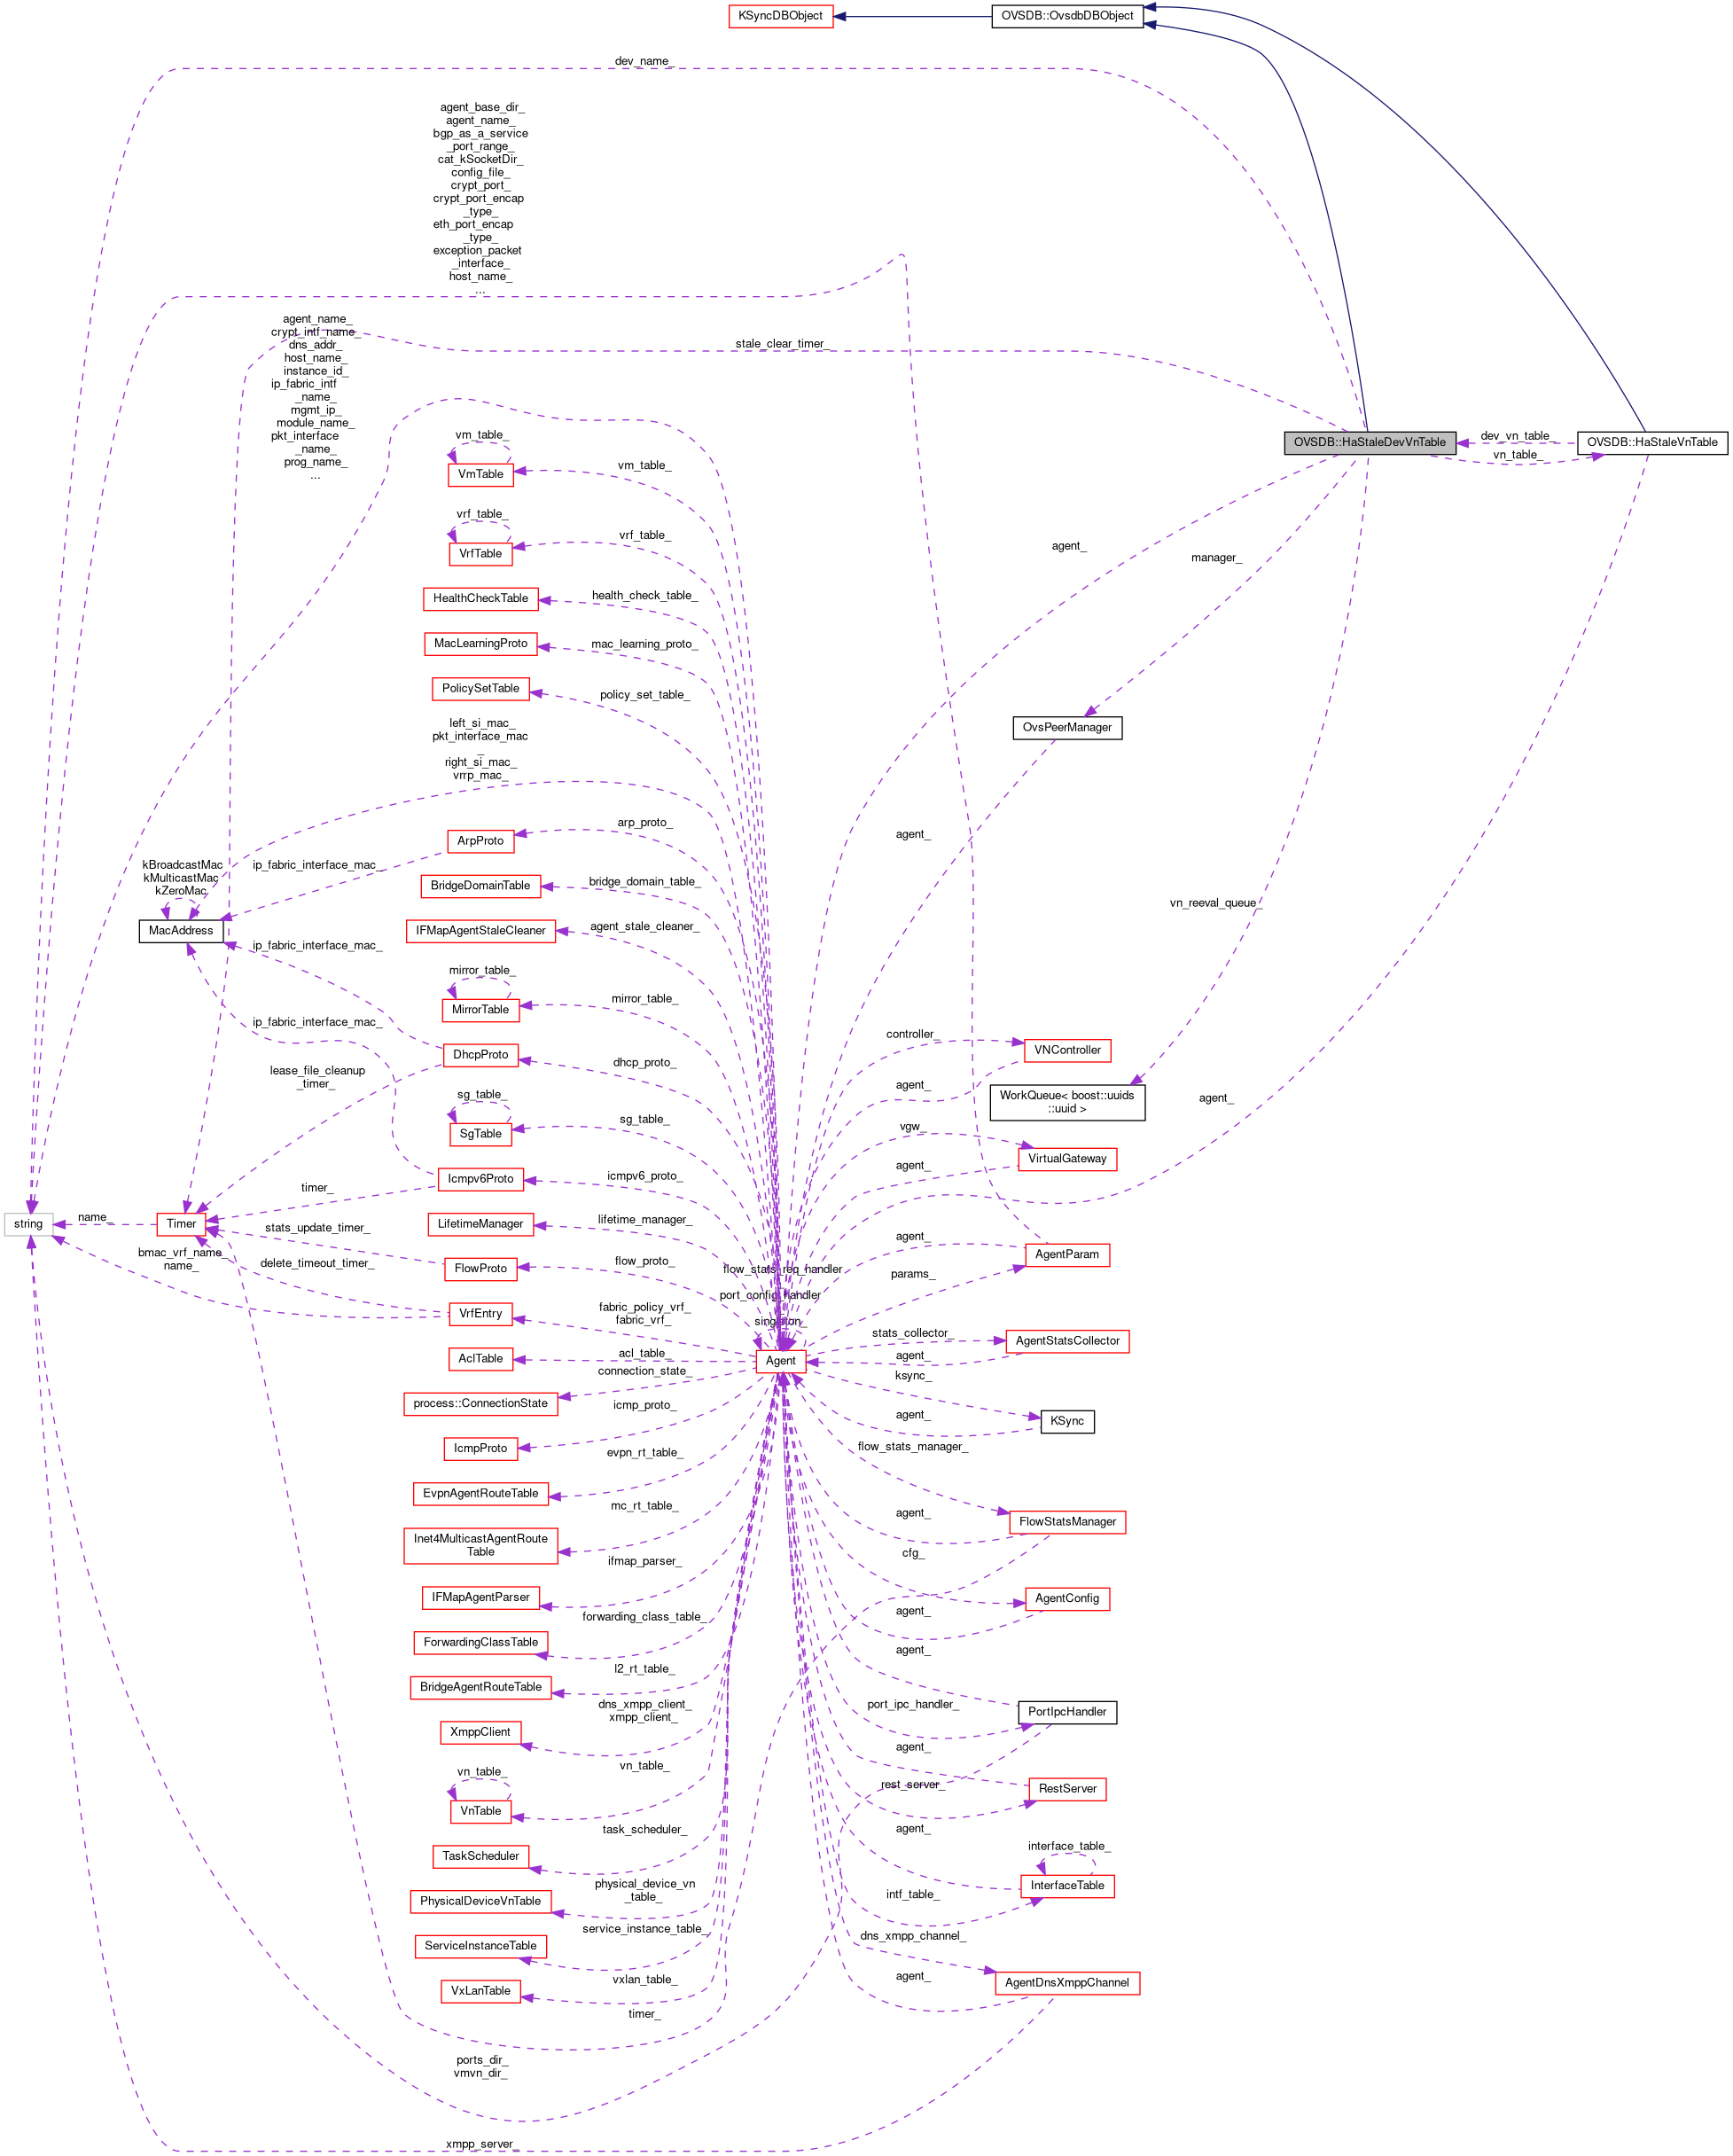 KSyncDBObject
OVSDB::OvsdbDBObject
dev_name_
agent_base_dir_
agent_name_
bgp_as_a_service
_port_range_
cat_kSocketDir_
config_file_
crypt_port_
crypt_port_encap
_type_
eth_port_encap
_type_
exception_packet
_interface_
host_name_
...
agent_name_
crypt_intf_name_
dns_addr_
host_name_
instance_id_
ip_fabric_intf
_name_
mgmt_ip_
module_name_
pkt_interface
_name_
prog_name_
...
stale_clear_timer_
OVSDB::HaStaleDevVnTable
dev_vn_table_
vn_table_
OVSDB::HaStaleVnTable
vm_table_
VmTable
vm_table_
vrf_table_
VrfTable
vrf_table_
agent_
manager_
HealthCheckTable
health_check_table_
MacLearningProto
mac_learning_proto_
PolicySetTable
policy_set_table_
OvsPeerManager
left_si_mac_
pkt_interface_mac
_
right_si_mac_
vrrp_mac_
ArpProto
arp_proto_
agent_
kBroadcastMac
kMulticastMac
kZeroMac
ip_fabric_interface_mac_
BridgeDomainTable
bridge_domain_table_
vn_reeval_queue_
MacAddress
IFMapAgentStaleCleaner
agent_stale_cleaner_
ip_fabric_interface_mac_
mirror_table_
MirrorTable
mirror_table_
ip_fabric_interface_mac_
controller_
VNController
DhcpProto
dhcp_proto_
lease_file_cleanup
_timer_
agent_
WorkQueue< boost::uuids
::uuid >
agent_
sg_table_
SgTable
sg_table_
vgw_
VirtualGateway
agent_
Icmpv6Proto
icmpv6_proto_
timer_
string
name_
Timer
LifetimeManager
lifetime_manager_
stats_update_timer_
agent_
AgentParam
bmac_vrf_name_
name_
delete_timeout_timer_
FlowProto
flow_proto_
flow_stats_req_handler
port_config_handler
singleton_
params_
VrfEntry
fabric_policy_vrf_
fabric_vrf_
AclTable
acl_table_
Agent
stats_collector_
AgentStatsCollector
agent_
process::ConnectionState
connection_state_
ksync_
IcmpProto
icmp_proto_
agent_
KSync
flow_stats_manager_
EvpnAgentRouteTable
evpn_rt_table_
Inet4MulticastAgentRoute
Table
mc_rt_table_
agent_
FlowStatsManager
cfg_
IFMapAgentParser
ifmap_parser_
AgentConfig
agent_
ForwardingClassTable
forwarding_class_table_
agent_
BridgeAgentRouteTable
l2_rt_table_
port_ipc_handler_
PortIpcHandler
XmppClient
dns_xmpp_client_
xmpp_client_
agent_
vn_table_
VnTable
vn_table_
rest_server_
RestServer
TaskScheduler
task_scheduler_
agent_
interface_table_
InterfaceTable
PhysicalDeviceVnTable
physical_device_vn
_table_
intf_table_
ServiceInstanceTable
service_instance_table_
dns_xmpp_channel_
VxLanTable
vxlan_table_
agent_
AgentDnsXmppChannel
timer_
ports_dir_
vmvn_dir_
xmpp_server_